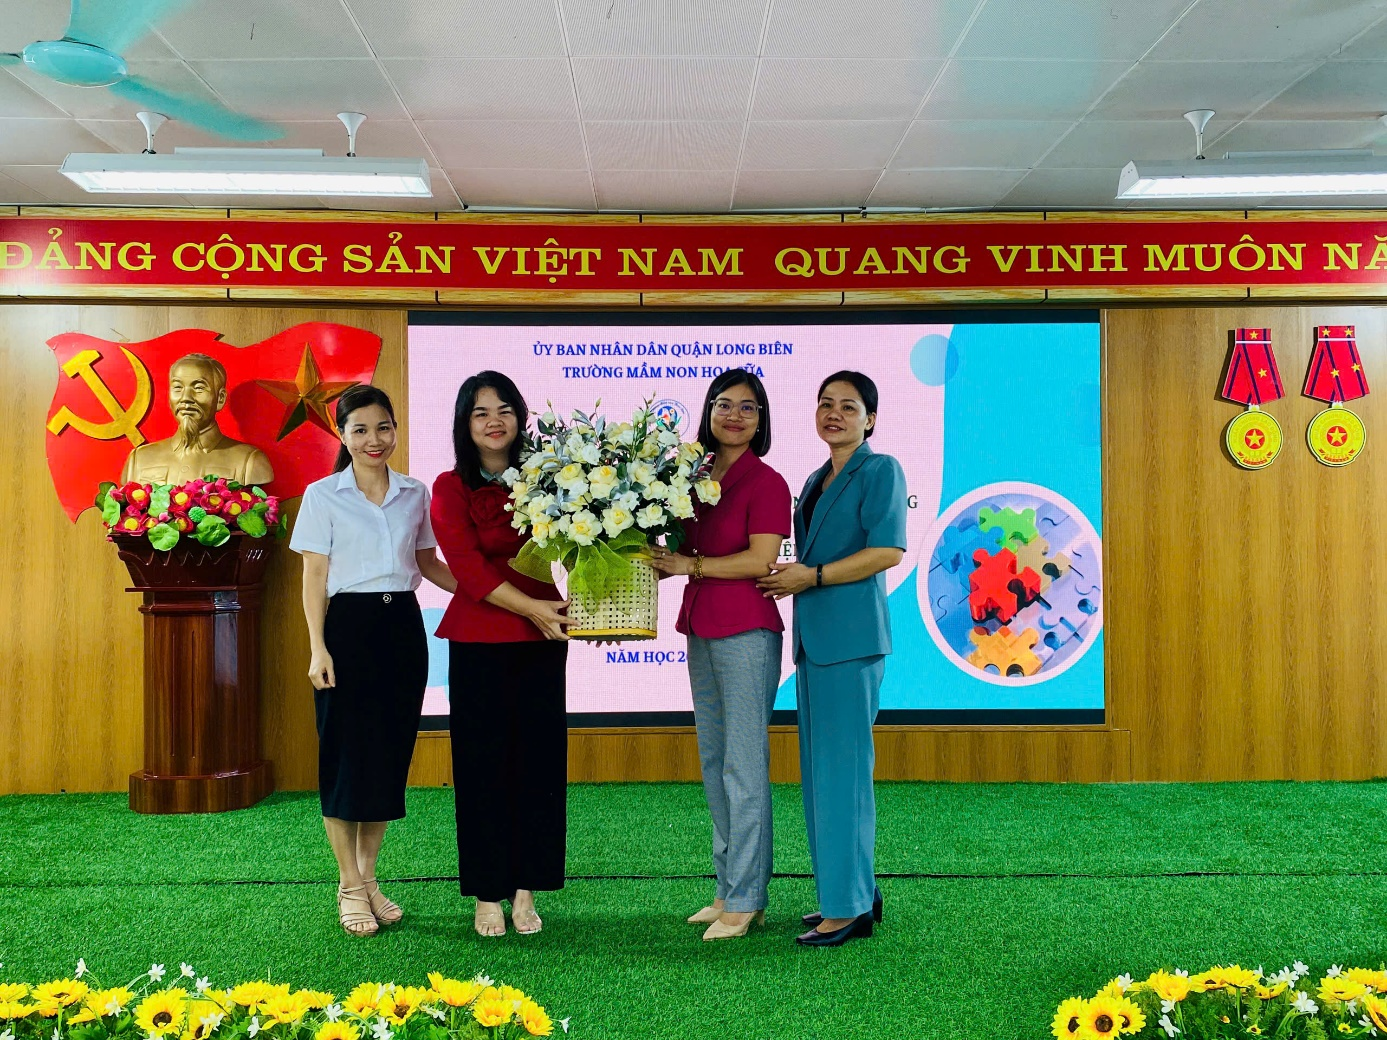 ĐẢNG CỘNG SẢN VIỆT NAM QUANG VINH MUÔN NĂ
ỦY BAN NHÂN DÂN QUẬN LONG BIÊN
TRƯỜNG MẦM NON HOA SỮA
NĂM HỌC 2